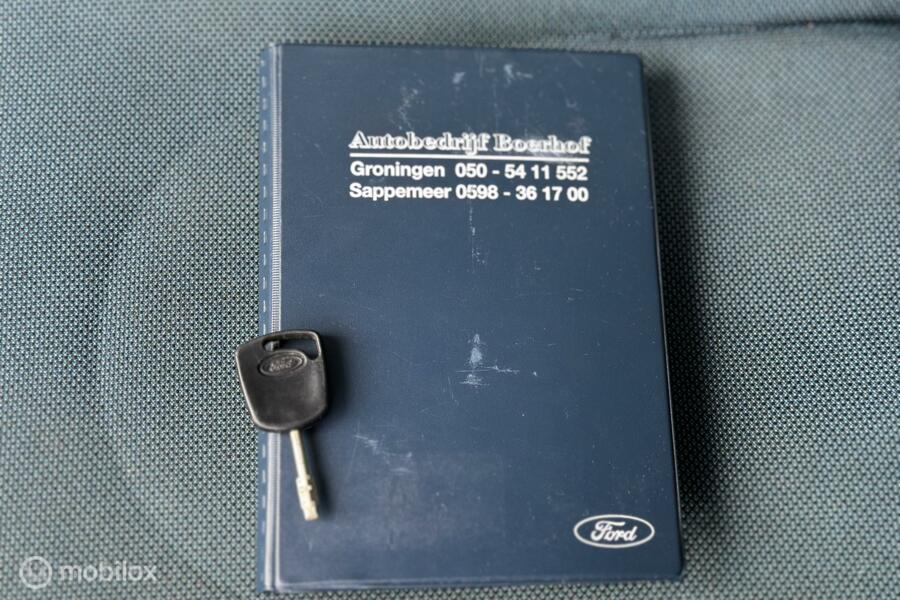 Autobedrijf Boerhof
Groningen 050 - 54 11 552
Sappemeer 0598 - 36 17 00
Ford
Ford
mobilox